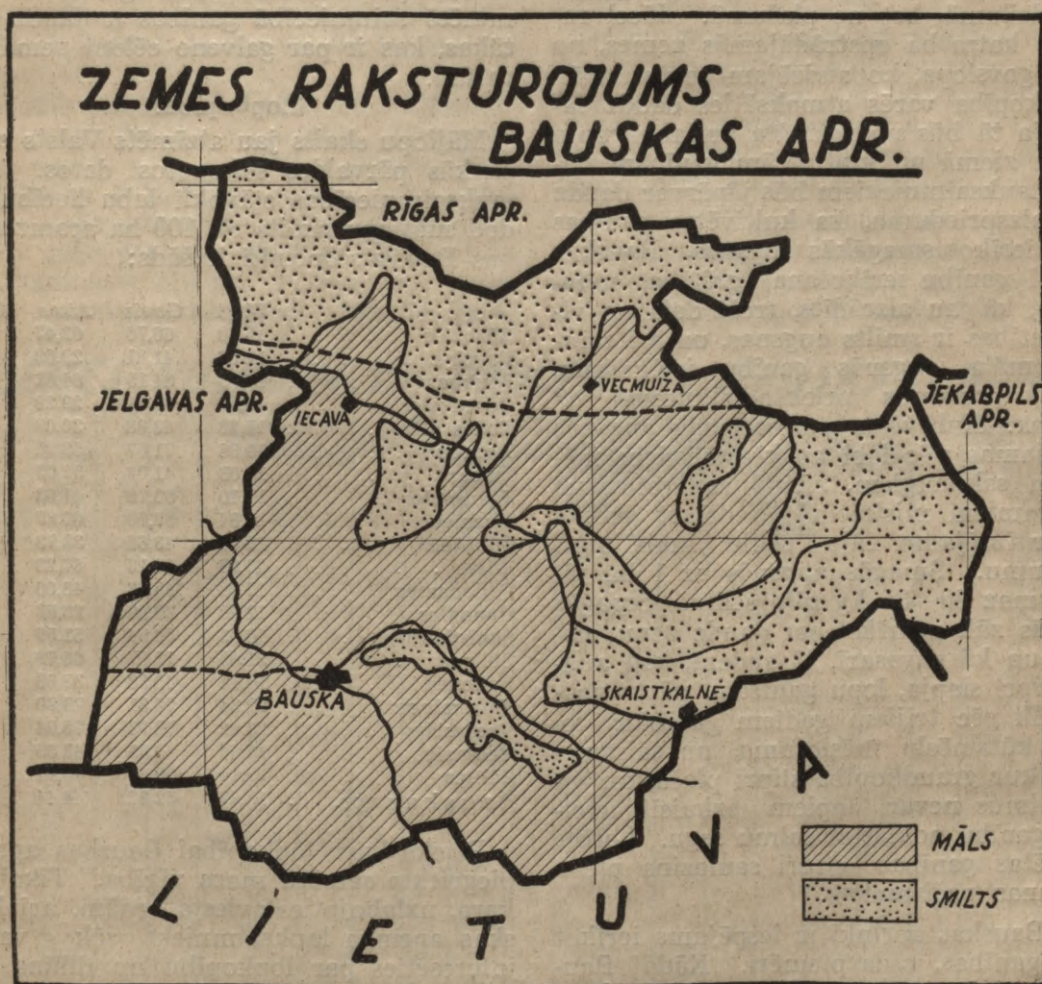 ZEMES RAKSTUROJUMS
BAUSKAS APR.
RĪGAS APR.
JELGAVAS APR.
IECAVA
VECMUIŽA
JĒKABPILS
APR.
BAUSKA
SKAISTKALNE
LIETUVA
MĀLS
SMILTS